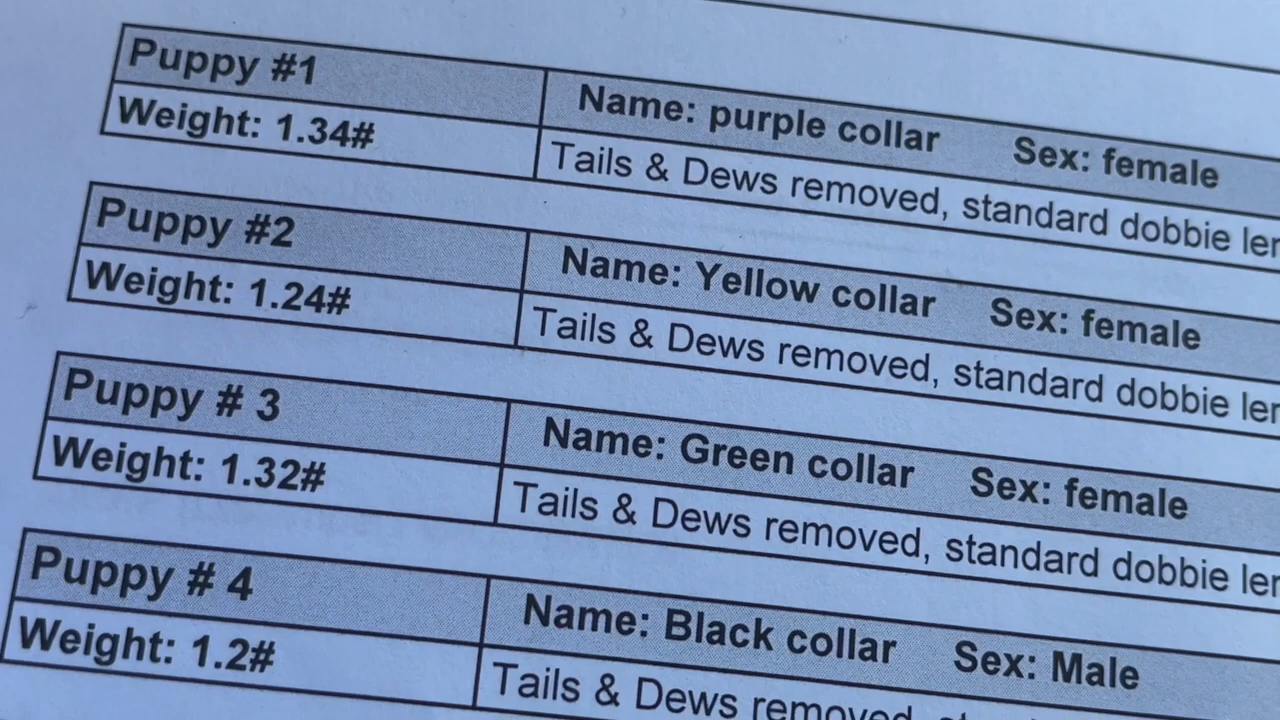 Puppy #1
Name: purple collar Sex: female
Weight: 1.34#
Tails & Dews removed, standard dobbie
Puppy #2
Name: Yellow collar Sex: female
Weight: 1.24#
Tails & Dews removed, standard dobbie
Puppy # 3
Name: Green collar Sex: female
Weight: 1.32#
Tails & Dews removed, standard dobbie
Puppy # 4
Name: Black collar Sex: Male
Weight: 1.2#
Tails & Dews removed